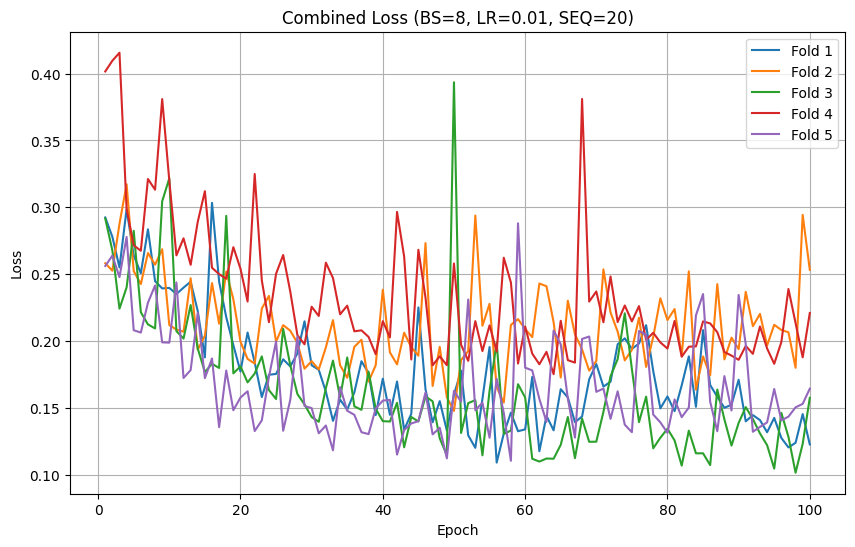 Combined Loss (BS=8, LR=0.01, SEQ=20)
Fold 1
Fold 2
Fold 3
Fold 4
Fold 5
Loss
0.40
0.35
0.30
0.25
0.20
0.15
0.10
0
20
40
60
80
100
Epoch